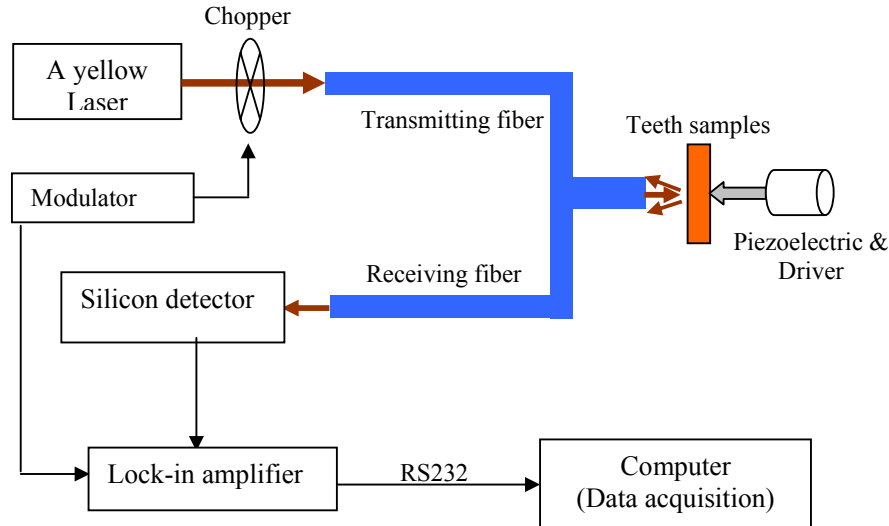 Chopper
A yellow
Laser
Transmitting fiber
Teeth samples
Modulator
Piezoelectric &
Driver
Receiving fiber
Silicon detector
Lock-in amplifier
RS232
Computer
(Data acquisition)